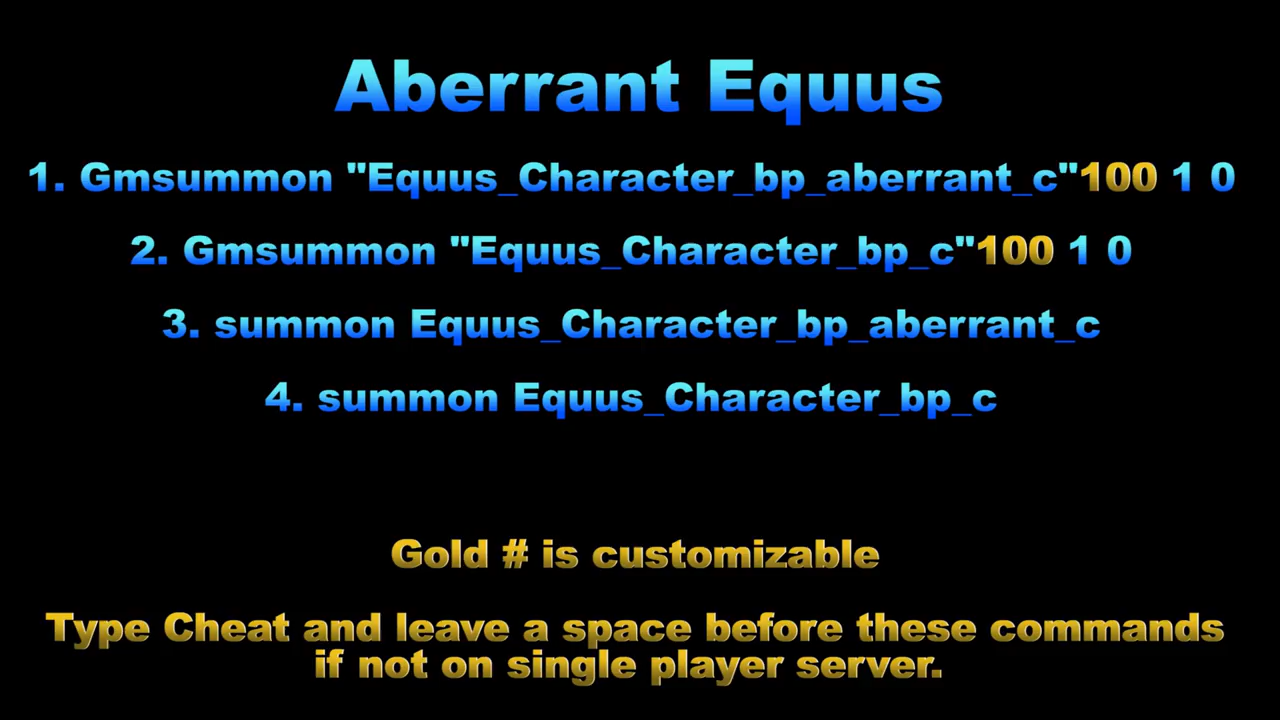 Aberrant Equus
1. Gmsummon "Equus_Character_bp_aberrant_c"100 1 0
2. Gmsummon "Equus_Character_bp_c"100 1 0
3. summon Equus_Character_bp_aberrant_c
4. summon Equus_Character_bp_c
Gold # is customizable
Type Cheat and leave a space before these commands
if not on single player server.